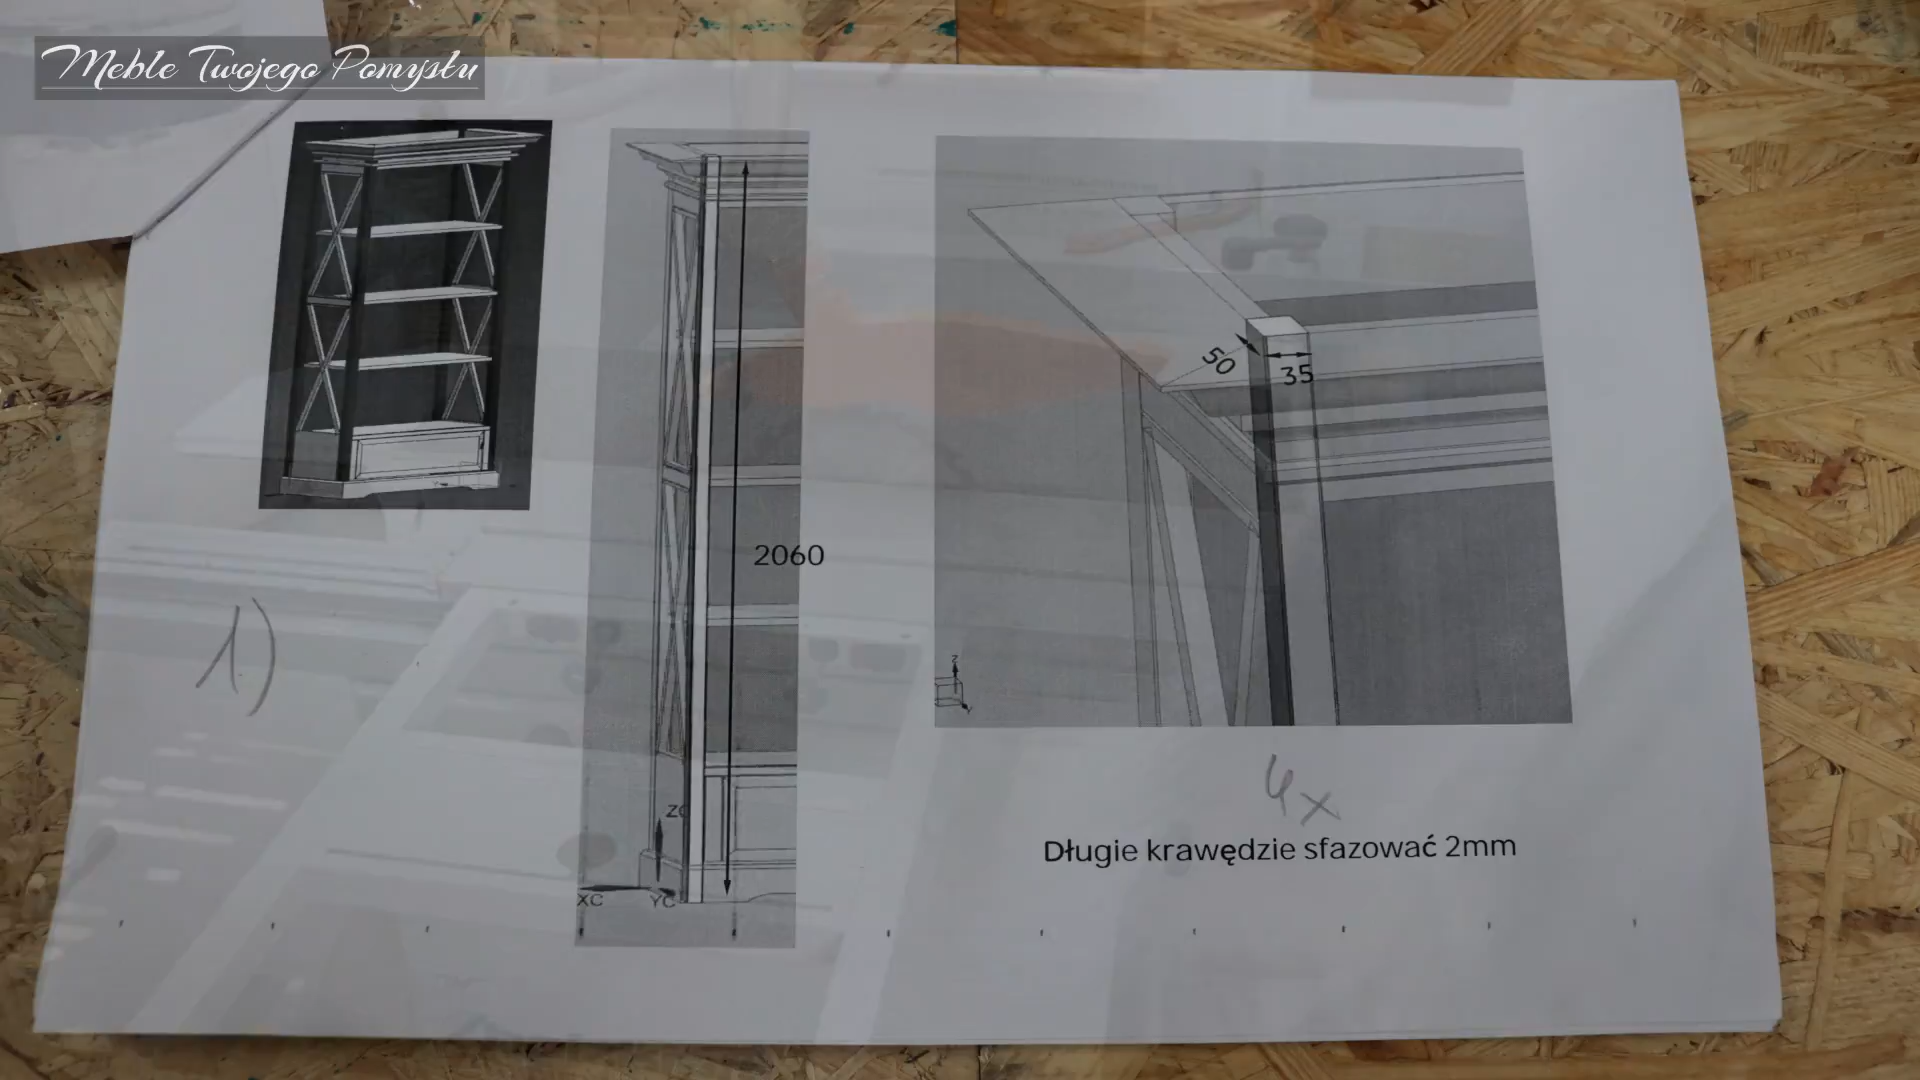 Meble Twojego Pomysłu
50
35
2060
1)
Z
ZC
XC
YC
4x
Długie krawędzie sfazować 2mm